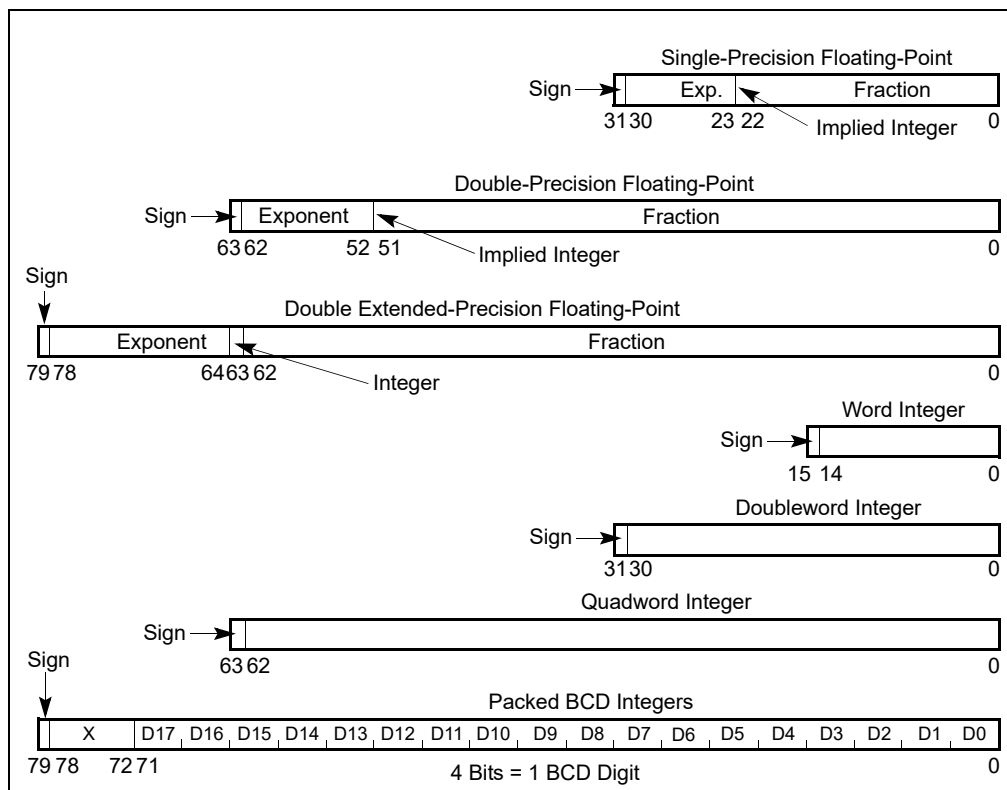 Single-Precision Floating-Point
Sign
Exp.
Fraction
31 30 23 22 0
Implied Integer
Double-Precision Floating-Point
Sign
Exponent
Fraction
63 62 52 51 0
Implied Integer
Sign
Double Extended-Precision Floating-Point
Exponent
Fraction
79 78 64 63 62 0
Integer
Word Integer
Sign
15 14 0
Doubleword Integer
Sign
31 30 0
Quadword Integer
Sign
63 62 0
Sign
Packed BCD Integers
X D17 D16 D15 D14 D13 D12 D11 D10 D9 D8 D7 D6 D5 D4 D3 D2 D1 D0
79 78 72 71 0
4 Bits = 1 BCD Digit